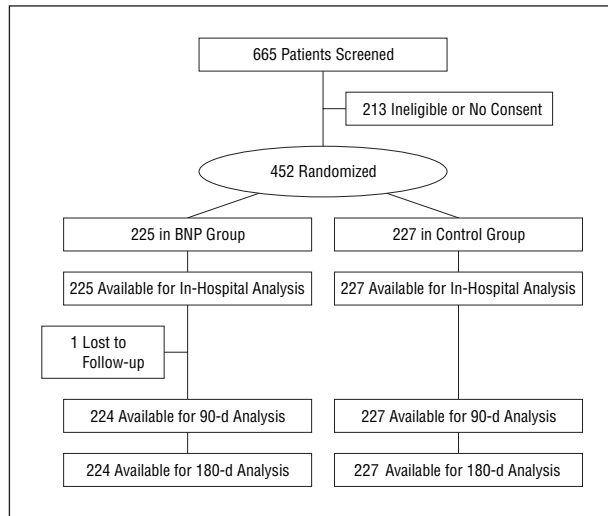 665 Patients Screened
213 Ineligible or No Consent
452 Randomized
225 in BNP Group
227 in Control Group
225 Available for In-Hospital Analysis
227 Available for In-Hospital Analysis
1 Lost to
Follow-up
224 Available for 90-d Analysis
227 Available for 90-d Analysis
224 Available for 180-d Analysis
227 Available for 180-d Analysis